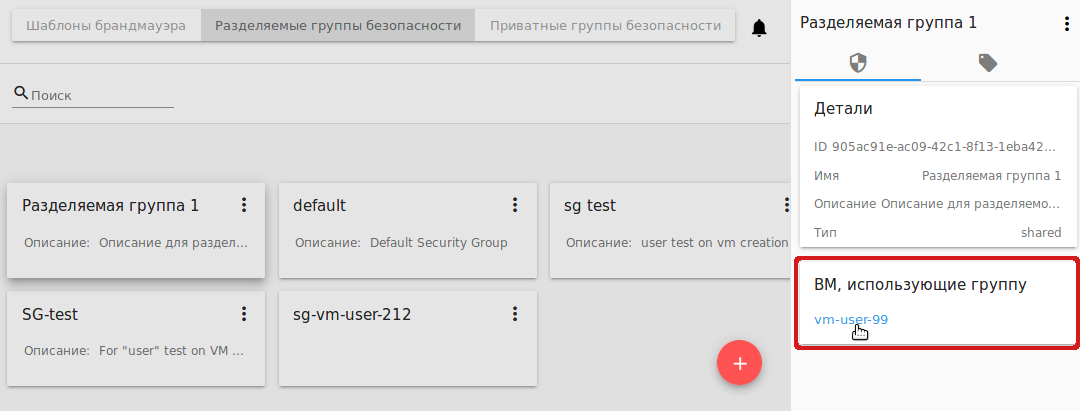 Шаблоны брандмауэра Разделяемые группы безопасности Приватные группы безопасности
Поиск
Разделяемая группа 1
Описание: Описание для раздел...
default
Описание: Default Security Group
sg test
Описание: user test on vm creation
SG-test
Описание: For "user" test on VM ...
sg-vm-user-212
Разделяемая группа 1
Детали
ID 905ac91e-ac09-42c1-8f13-1eba42...
Имя Разделяемая группа 1
Описание Описание для разделяемо...
Тип shared
ВМ, использующие группу
vm-user-99